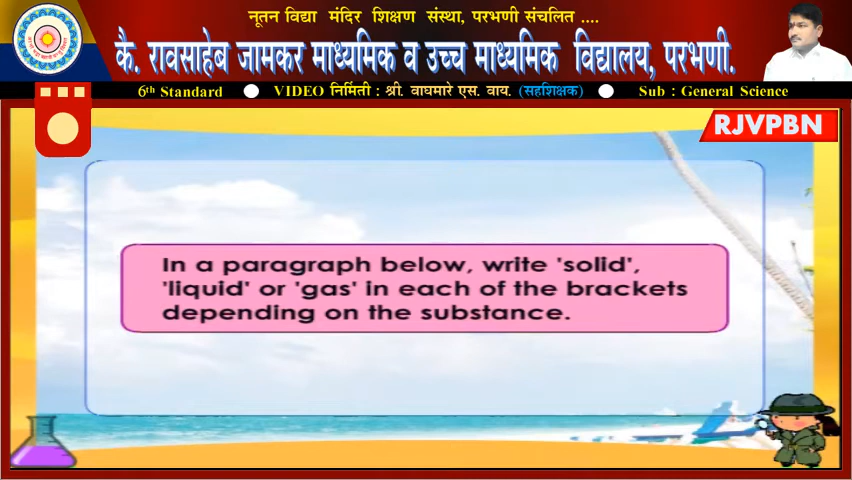 नूतन विद्या मंदिर शिक्षण संस्था, परभणी संचलित ....
कै. रावसाहेब जामकर माध्यमिक व उच्च माध्यमिक विद्यालय, परभणी.
6th Standard ● VIDEO निर्मिती : श्री. वाघमारे एस. वाय. (सहशिक्षक) ● Sub : General Science
RJVPBN
In a paragraph below, write 'solid',
'liquid' or 'gas' in each of the brackets
depending on the substance.